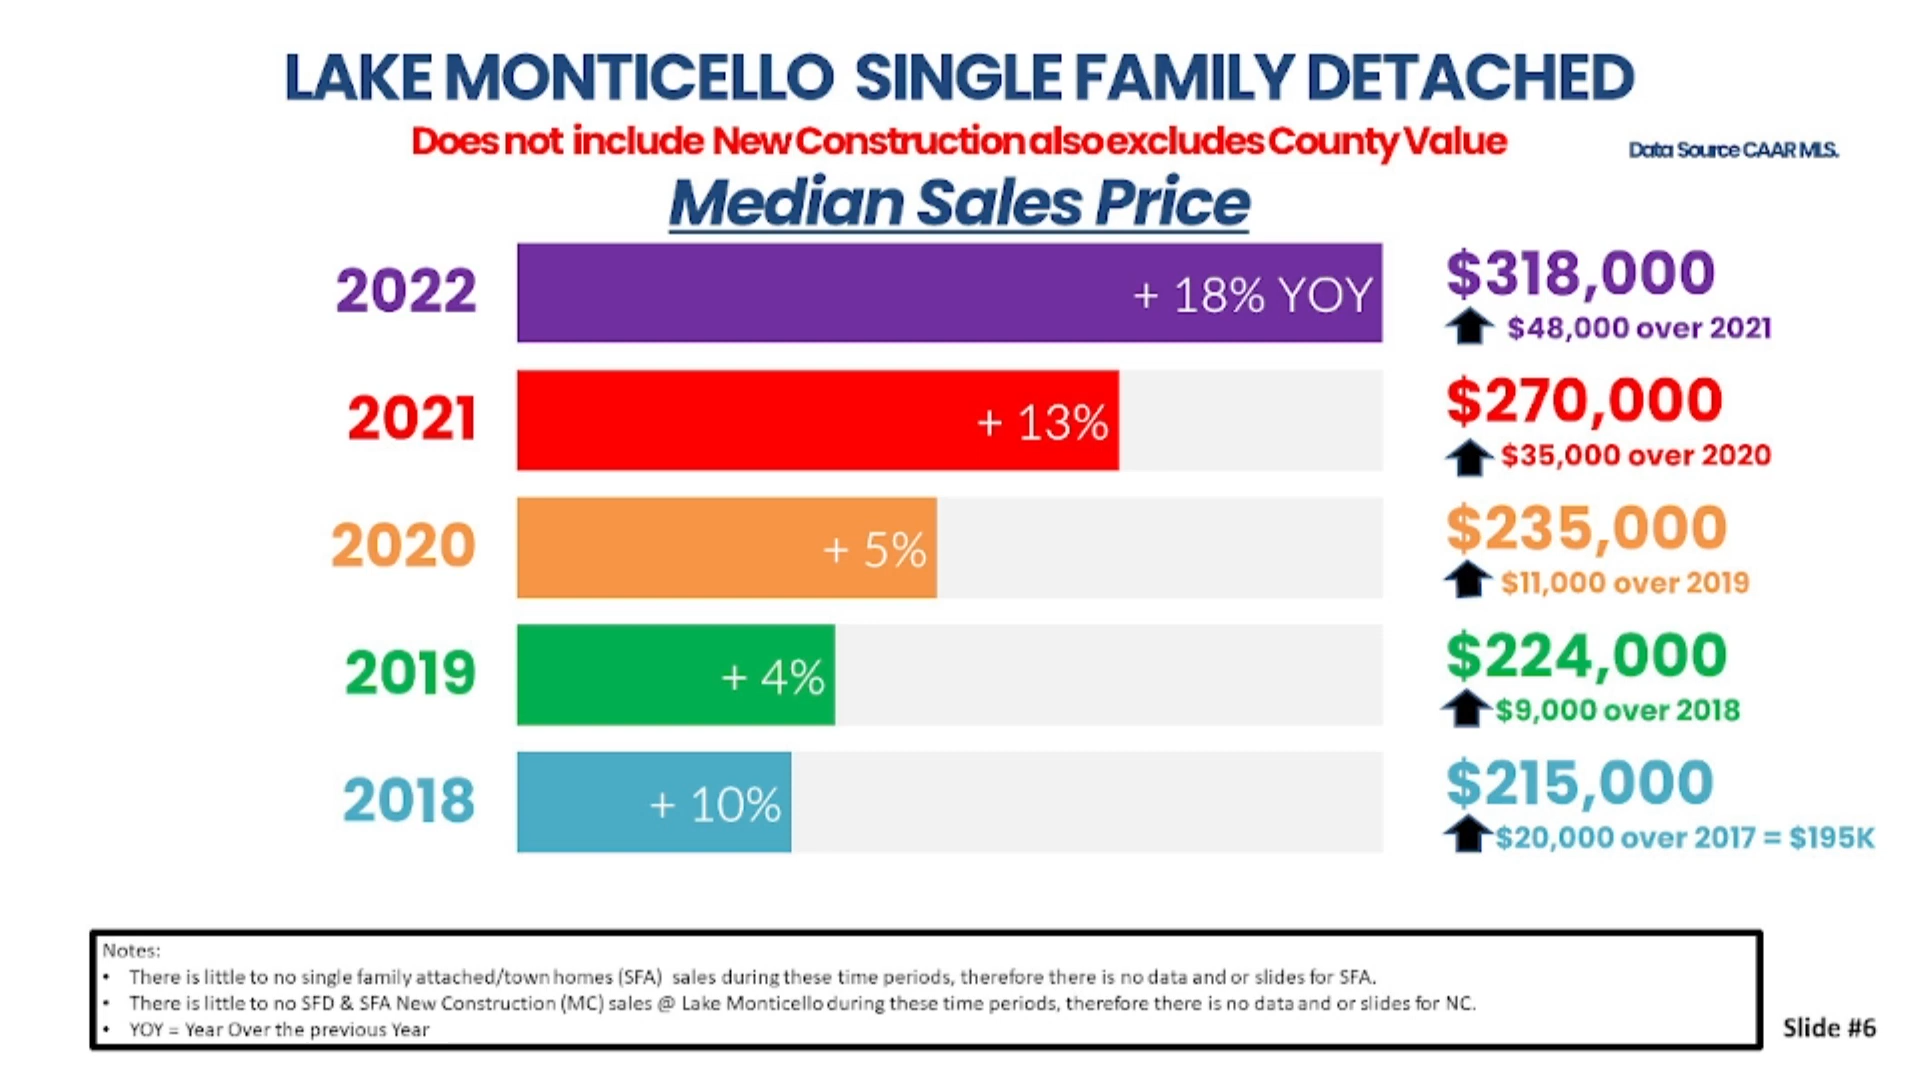 LAKE MONTICELLO SINGLE FAMILY DETACHED
Does not include New Construction also excludes County Value
Data Source CAAR MLS.
Median Sales Price
2022
+ 18% YOY
$318,000
$48,000 over 2021
2021
+ 13%
$270,000
$35,000 over 2020
2020
+ 5%
$235,000
$11,000 over 2019
2019
+ 4%
$224,000
$9,000 over 2018
2018
+ 10%
$215,000
$20,000 over 2017 = $195K
Notes:
• There is little to no single family attached/town homes (SFA) sales during these time periods, therefore there is no data and or slides for SFA.
• There is little to no SFD & SFA New Construction (MC) sales @ Lake Monticello during these time periods, therefore there is no data and or slides for NC.
• YOY = Year Over the previous Year
Slide #6